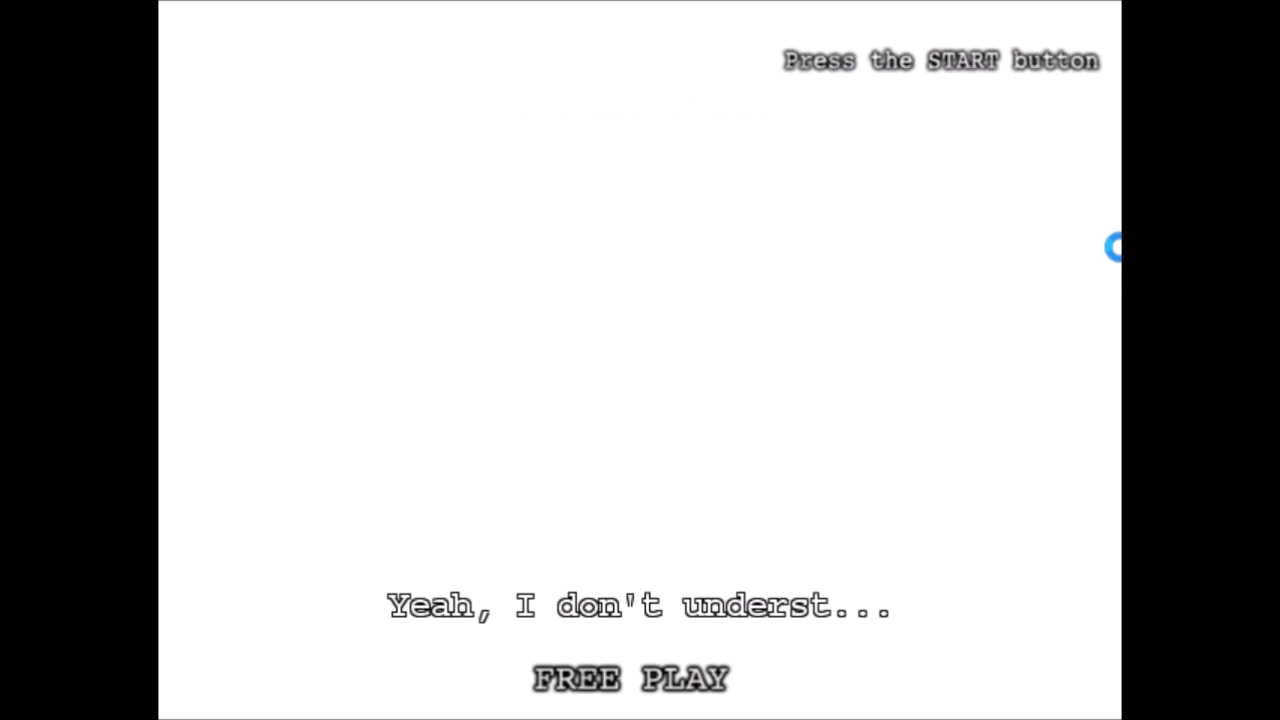 Press the START button
Yeah, I don't underst...
FREE PLAY